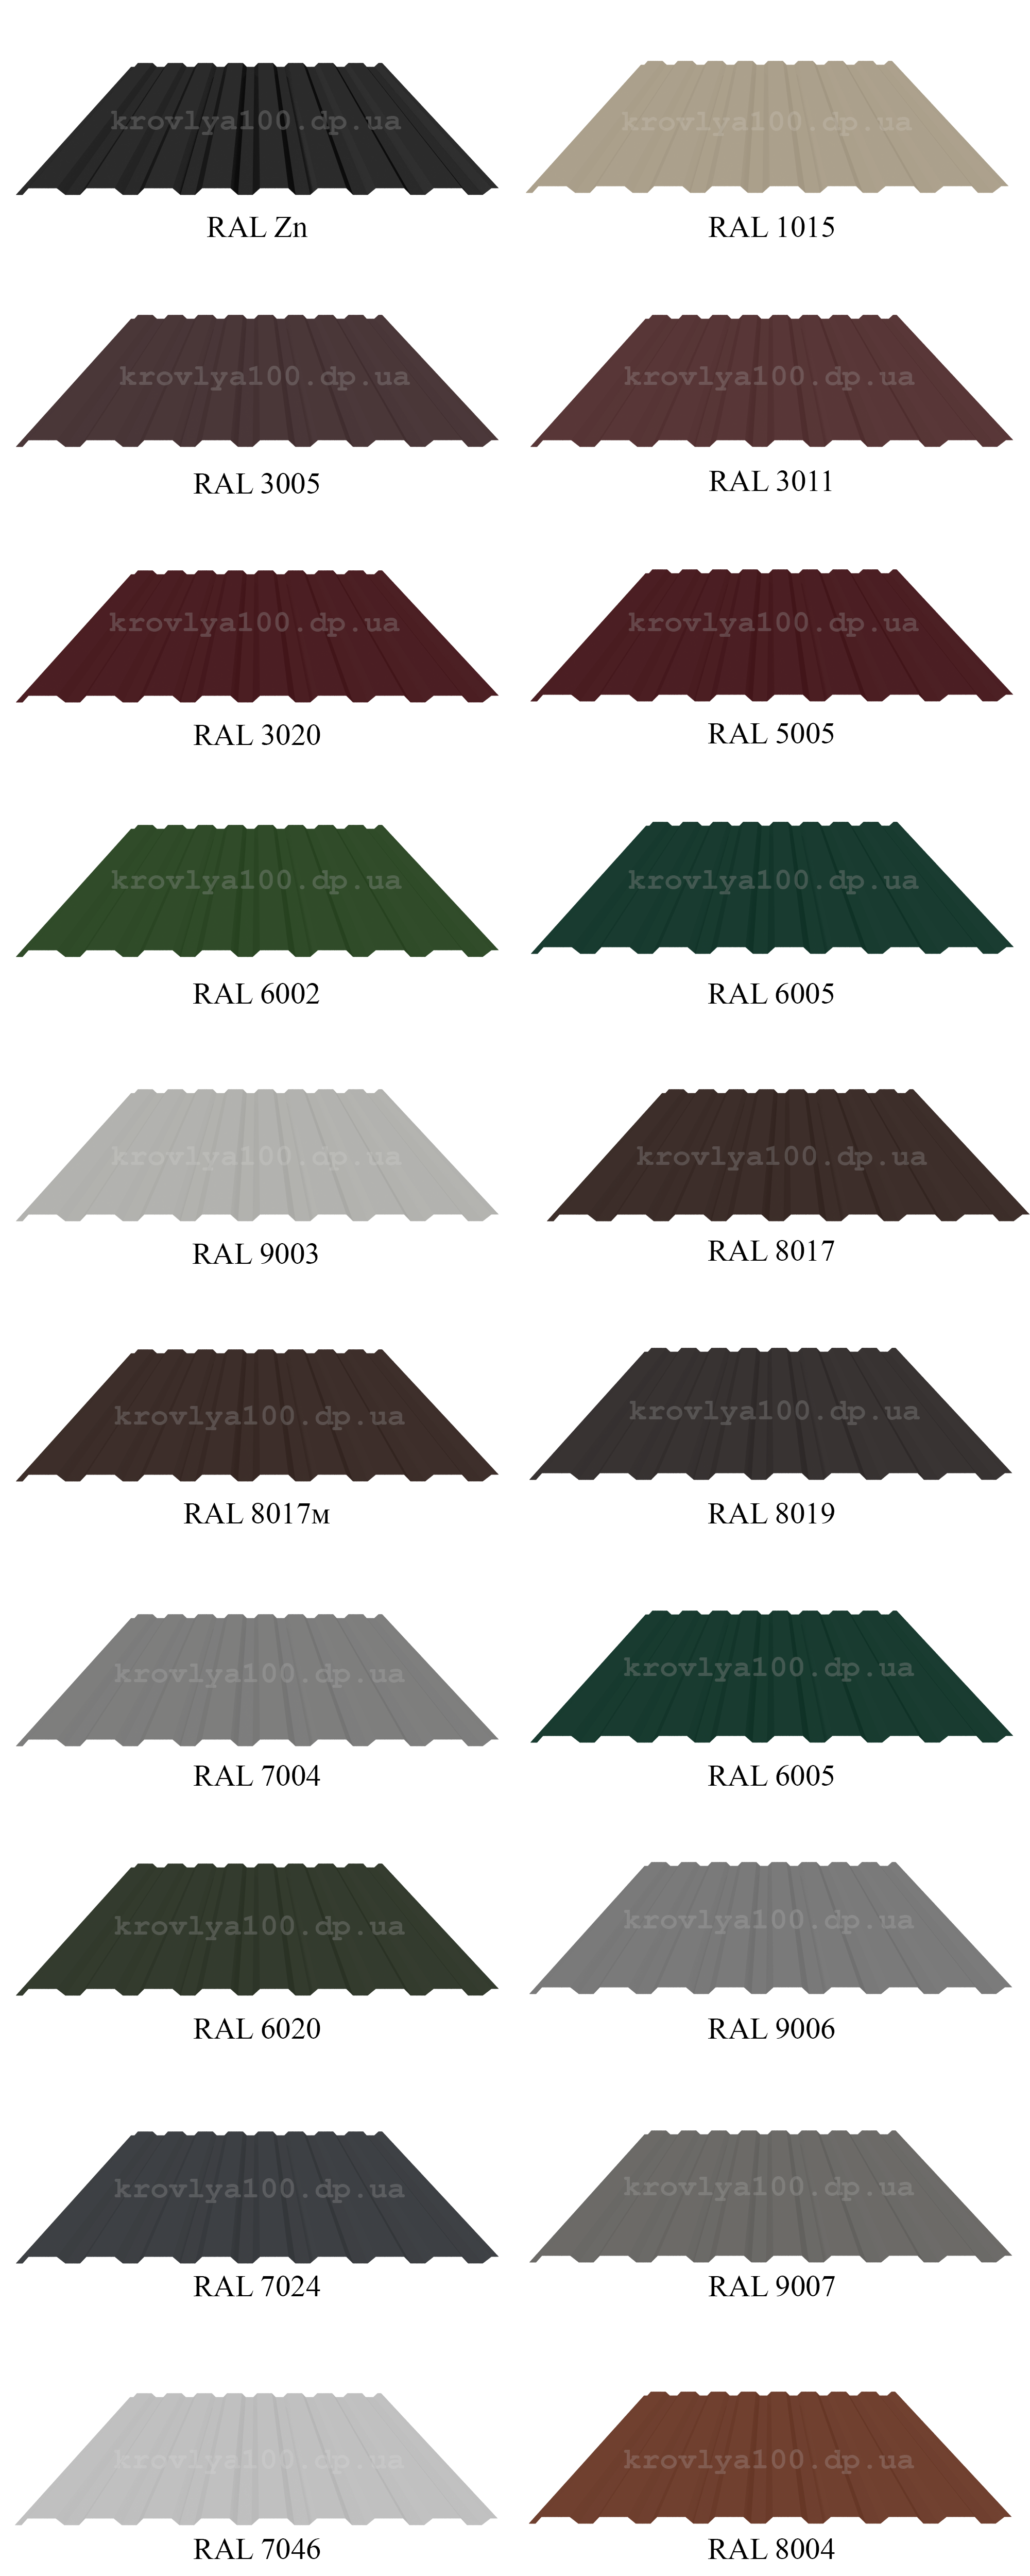 krovlya100.dp.ua
krovlya100.dp.ua
RAL Zn
RAL 1015
krovlya100.dp.ua
krovlya100.dp.ua
RAL 3005
RAL 3011
krovlya100.dp.ua
krovlya100.dp.ua
RAL 3020
RAL 5005
krovlya100.dp.ua
krovlya100.dp.ua
RAL 6002
RAL 6005
krovlya100.dp.ua
krovlya100.dp.ua
RAL 9003
RAL 8017
krovlya100.dp.ua
krovlya100.dp.ua
RAL 8017м
RAL 8019
krovlya100.dp.ua
krovlya100.dp.ua
RAL 7004
RAL 6005
krovlya100.dp.ua
krovlya100.dp.ua
RAL 6020
RAL 9006
krovlya100.dp.ua
krovlya100.dp.ua
RAL 7024
RAL 9007
krovlya100.dp.ua
krovlya100.dp.ua
RAL 7046
RAL 8004